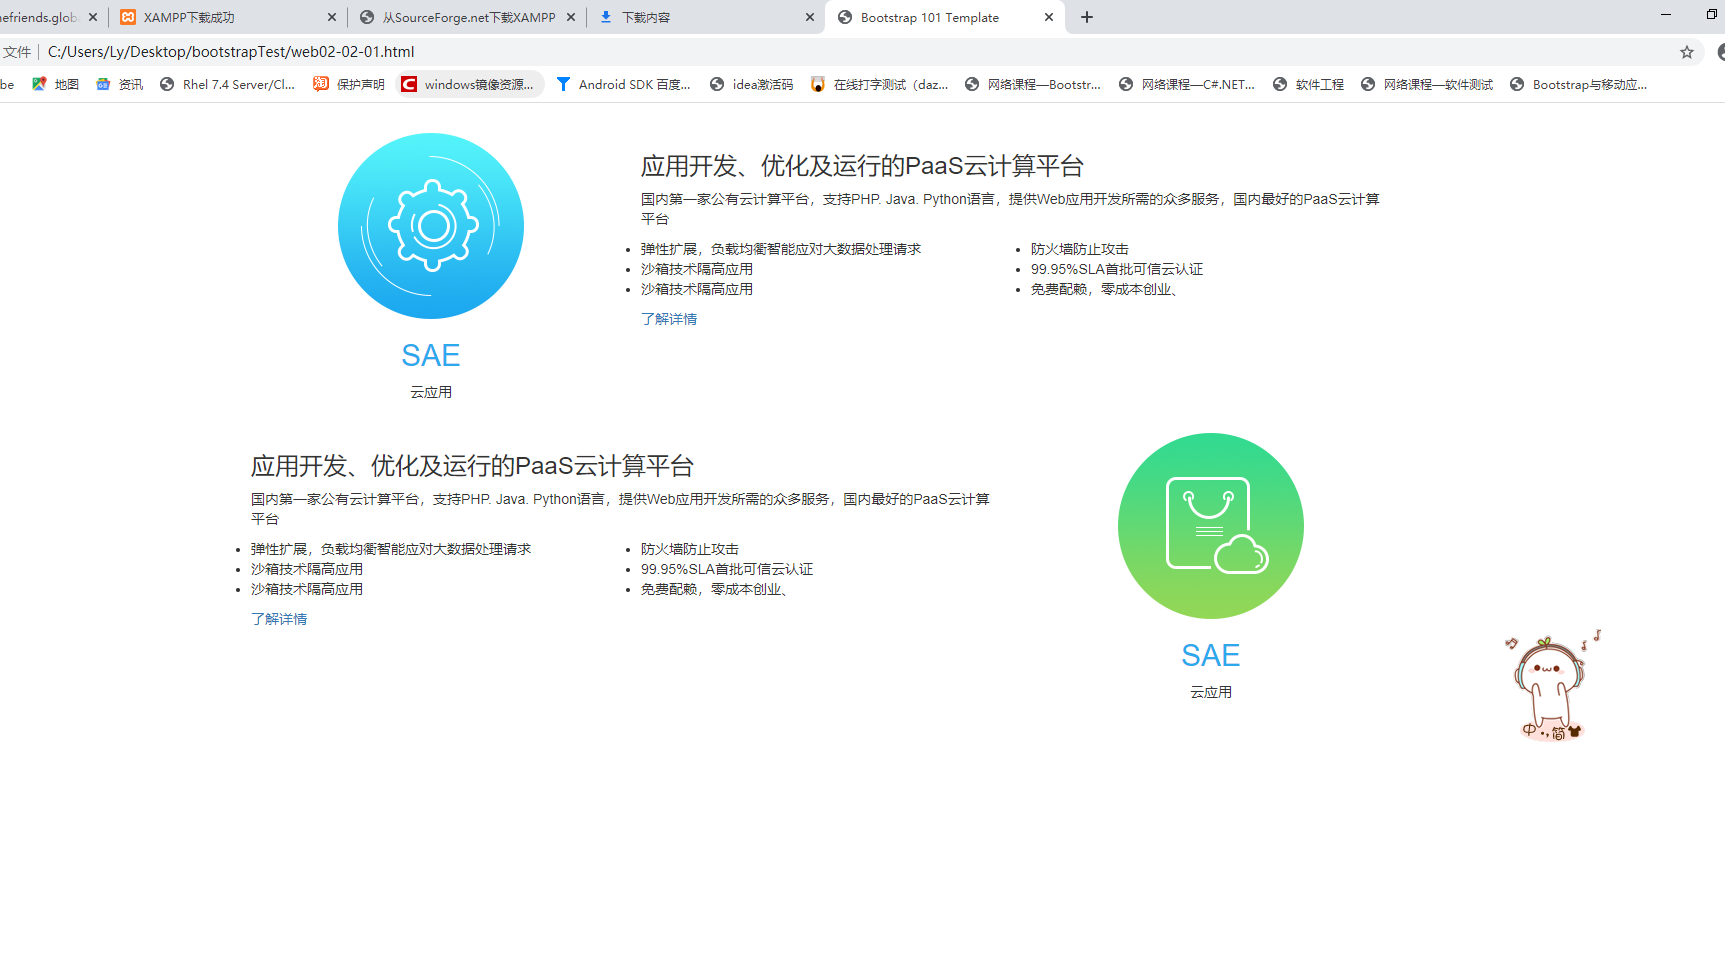 nefriends.globa
XAMPP下载成功
从SourceForge.net下载XAMPP
下载内容
Bootstrap 101 Template
文件
C:/Users/Ly/Desktop/bootstrapTest/web02-02-01.html
be
地图
资讯
Rhel 7.4 Server/Cl...
保护声明
windows镜像资源...
Android SDK 百度...
idea激活码
在线打字测试（daz...
网络课程—Bootstr...
网络课程—C#.NET...
软件工程
网络课程—软件测试
Bootstrap与移动应...
应用开发、优化及运行的PaaS云计算平台
国内第一家公有云计算平台，支持PHP. Java. Python语言，提供Web应用开发所需的众多服务，国内最好的PaaS云计算
平台
弹性扩展，负载均衢智能应对大数据处理请求
沙箱技术隔高应用
沙箱技术隔高应用
防火墙防止攻击
99.95%SLA首批可信云认证
免费配赖，零成本创业、
了解详情
SAE
云应用
应用开发、优化及运行的PaaS云计算平台
国内第一家公有云计算平台，支持PHP. Java. Python语言，提供Web应用开发所需的众多服务，国内最好的PaaS云计算
平台
弹性扩展，负载均衢智能应对大数据处理请求
沙箱技术隔高应用
沙箱技术隔高应用
防火墙防止攻击
99.95%SLA首批可信云认证
免费配赖，零成本创业、
了解详情
SAE
云应用
中 简